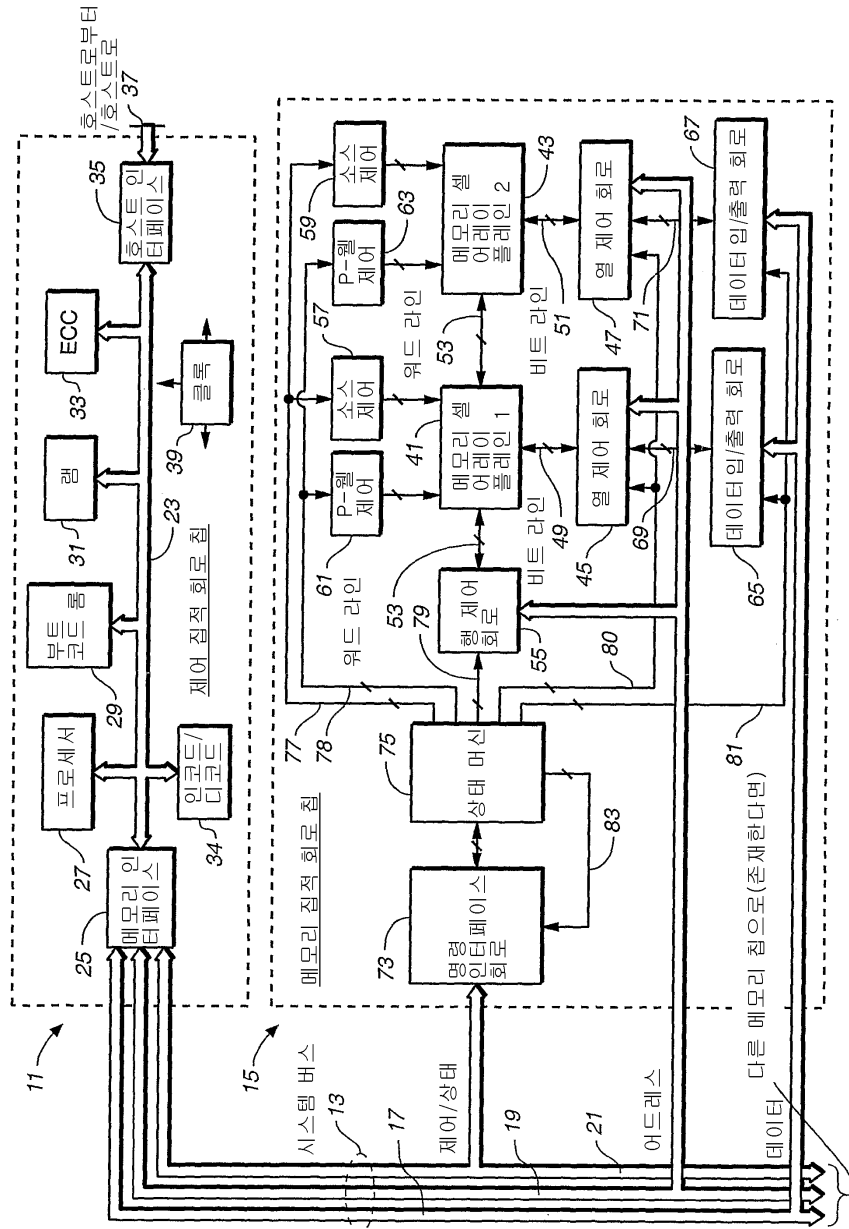 호스트로부터
/호스트로
37
35
호스트 인
터페이스
ECC
33
클록
39
램
31
23
제어 집적 회로 칩
부트
코드 롬
29
프로세서
27
인코드/
디코드
34
메모리 인
터페이스
25
11
15
메모리 집적 회로 칩
소스
제어
59
P-웰
제어
63
소스
제어
57
P-웰
제어
61
워드 라인
워드 라인
셀
메모리
어레이
플레인 2
43
53
셀
메모리
어레이
플레인 1
41
53
비트 라인
51
비트 라인
49
열 제어 회로
47
열 제어 회로
45
71
69
데이터 입/출력 회로
67
데이터 입/출력 회로
65
행 제어
회로
55
79
77
78
80
81
상태 머신
75
83
명령
인터페이스
회로
73
시스템 버스
13
제어/상태
17
19
21
어드레스
데이터
다른 메모리 칩으로(존재한다면)